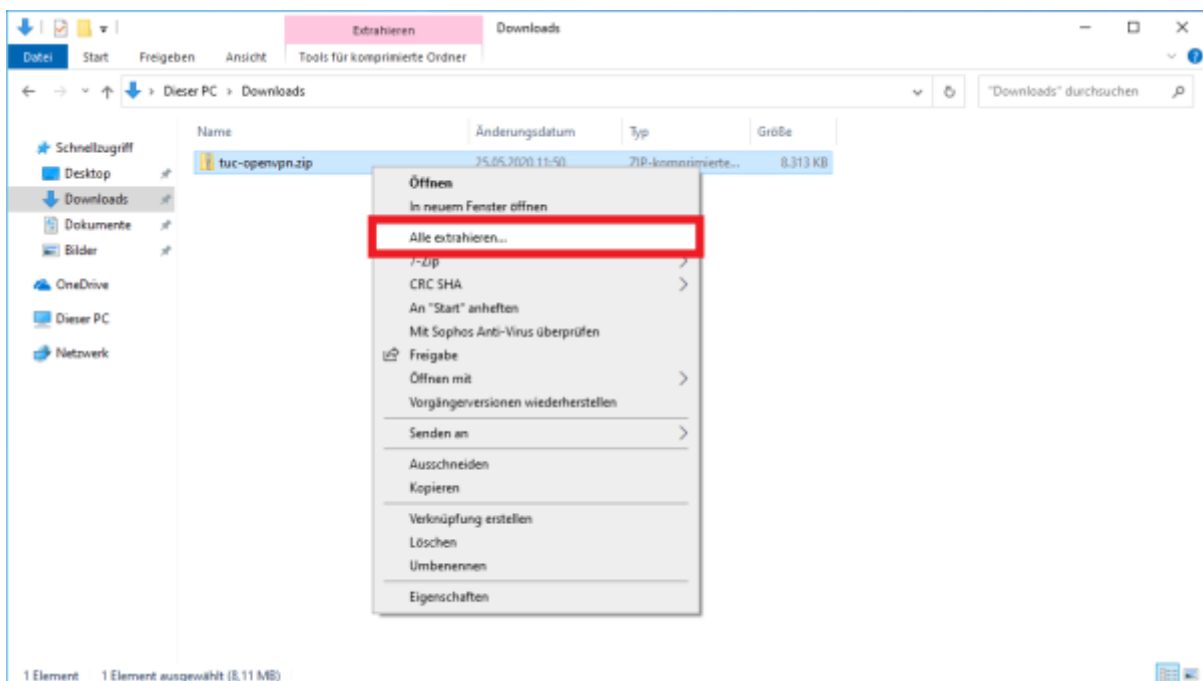 Extrahieren
Downloads
Datei Start Freigeben Ansicht Tools für komprimierte Ordner
Dieser PC Downloads "Downloads" durchsuchen
Name Änderungsdatum Typ Größe
Schnellzugriff
tuc-openvpn.zip 25.05.2020 11:50 ZIP-komprimierte... 8.313 KB
Desktop
Downloads
Dokumente
Bilder
OneDrive
Dieser PC
Netzwerk
Öffnen
In neuem Fenster öffnen
Alle extrahieren...
7-Zip
CRC SHA
An "Start" anheften
Mit Sophos Anti-Virus überprüfen
Freigabe
Öffnen mit
Vorgängerversionen wiederherstellen
Senden an
Ausschneiden
Kopieren
Verknüpfung erstellen
Löschen
Umbenennen
Eigenschaften
1 Element 1 Element ausgewählt (8,11 MB)